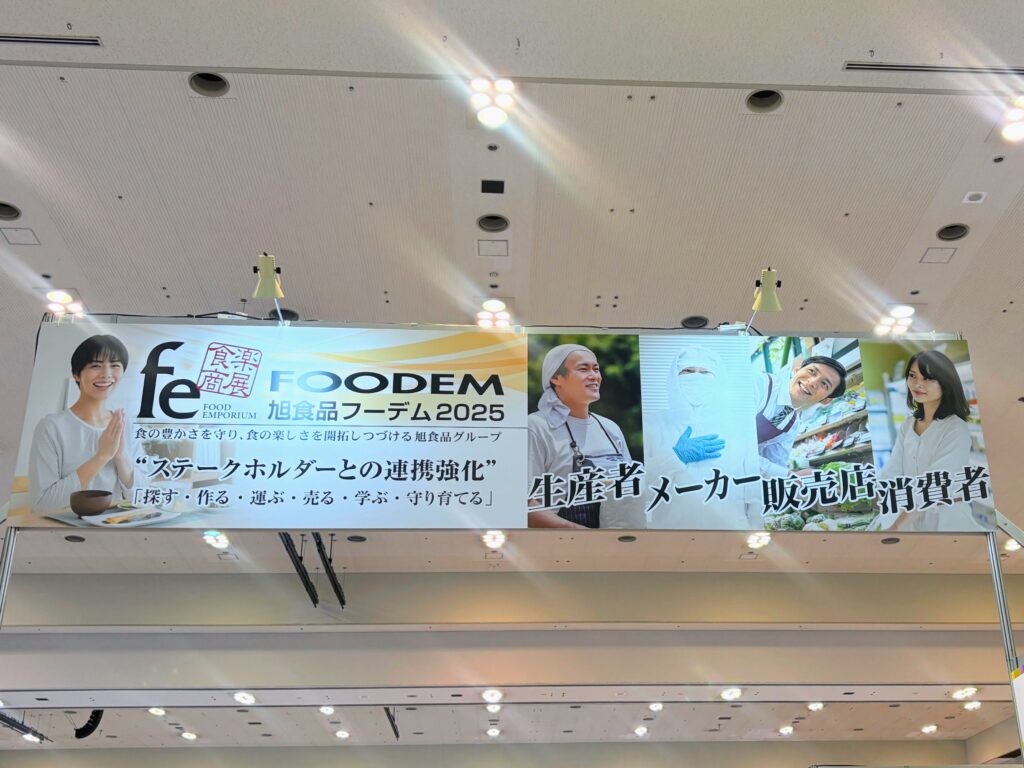 fe
食楽商展
FOOD
EMPORIUM
FOODEM
旭食品フーデム2025
食の豊かさを守り、食の楽しさを開拓しつづける旭食品グループ
“ステークホルダーとの連携強化”
「探す・作る・運ぶ・売る・学ぶ・守り育てる」
生産者
メーカー
販売店
消費者